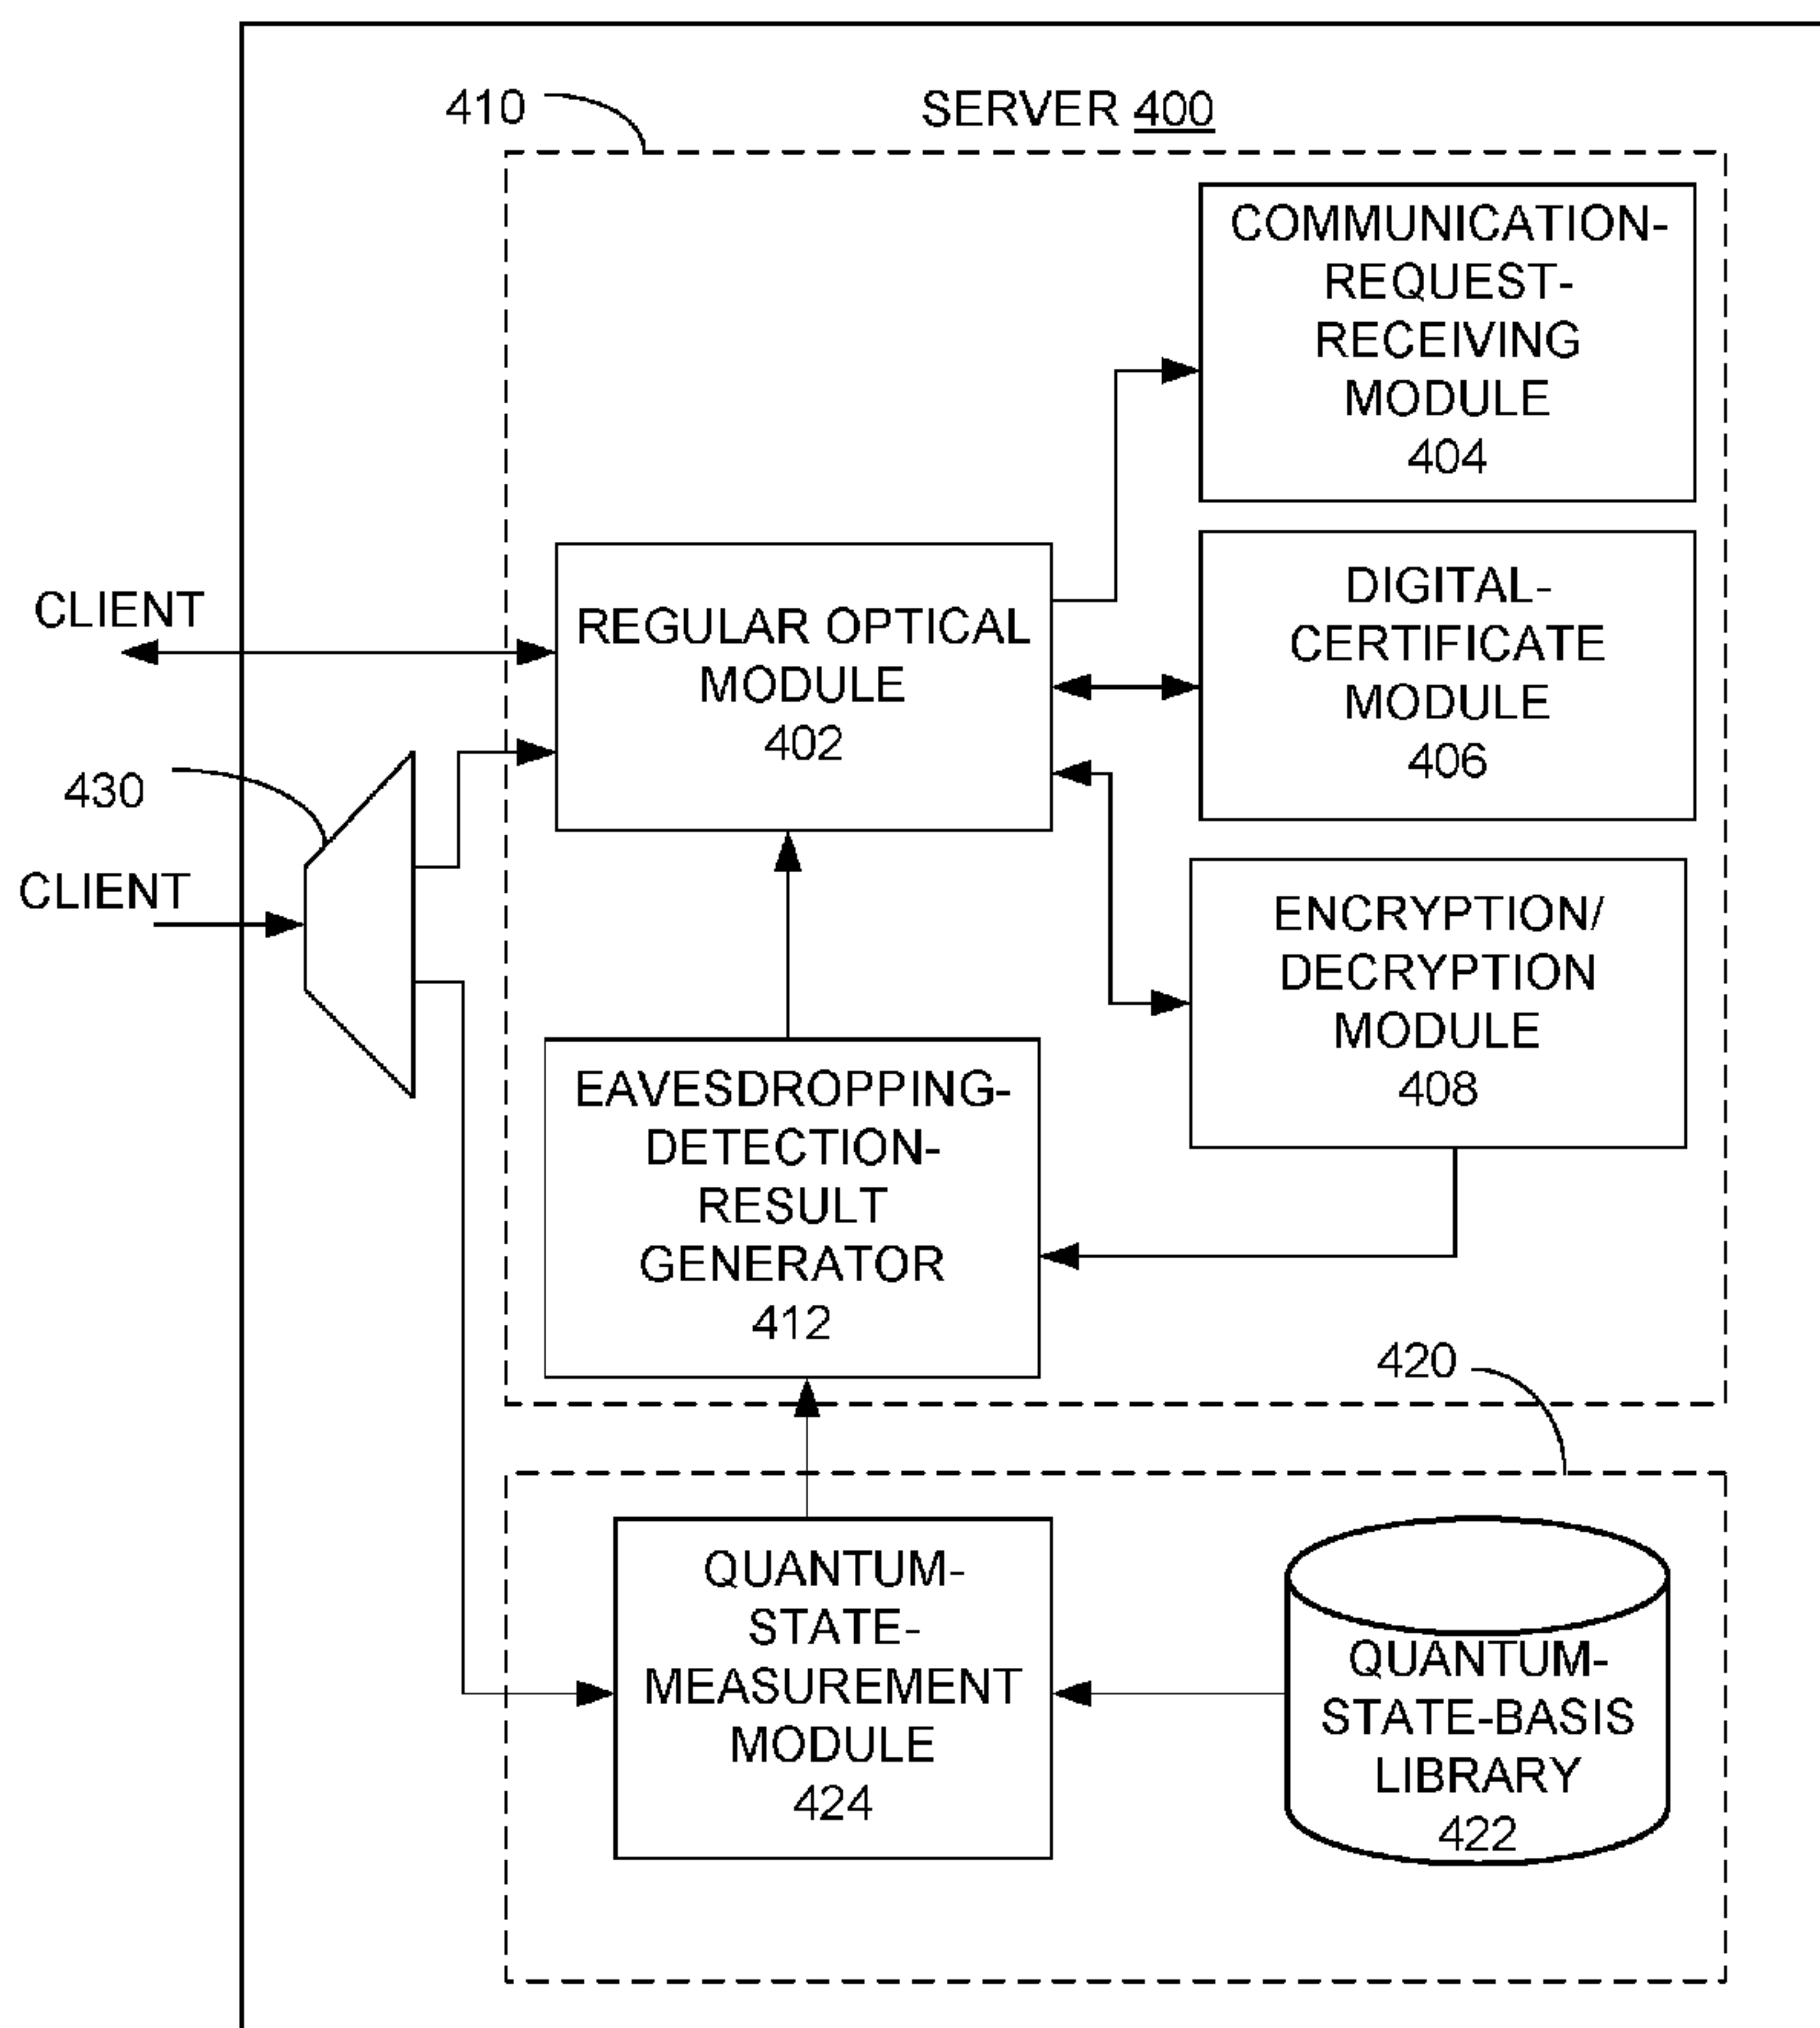 410
SERVER 400
COMMUNICATION-
REQUEST-
RECEIVING
MODULE
404
CLIENT
REGULAR OPTICAL
MODULE
402
DIGITAL-
CERTIFICATE
MODULE
406
430
CLIENT
ENCRYPTION/
DECRYPTION
MODULE
408
EAVESDROPPING-
DETECTION-
RESULT
GENERATOR
412
420
QUANTUM-
STATE-
MEASUREMENT
MODULE
424
QUANTUM-
STATE-BASIS
LIBRARY
422